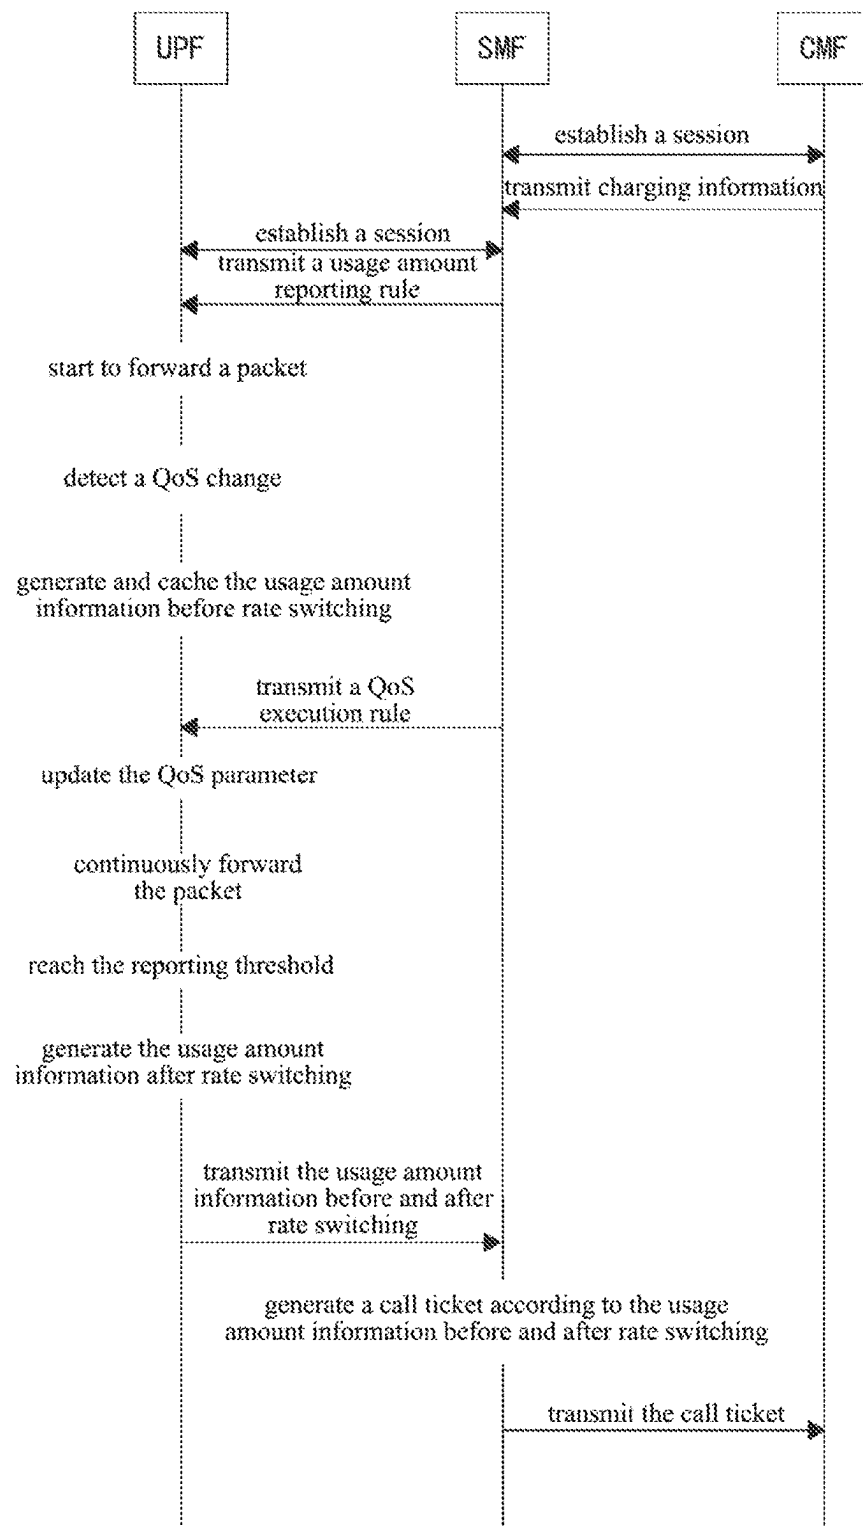 UPF
SMF
CMF
establish a session
transmit charging information
establish a session
transmit a usage amount
reporting rule
start to forward a packet
detect a QoS change
generate and cache the usage amount
information before rate switching
transmit a QoS
execution rule
update the QoS parameter
continuously forward
the packet
reach the reporting threshold
generate the usage amount
information after rate switching
transmit the usage amount
information before and after
rate switching
generate a call ticket according to the usage
amount information before and after rate switching
transmit the call ticket